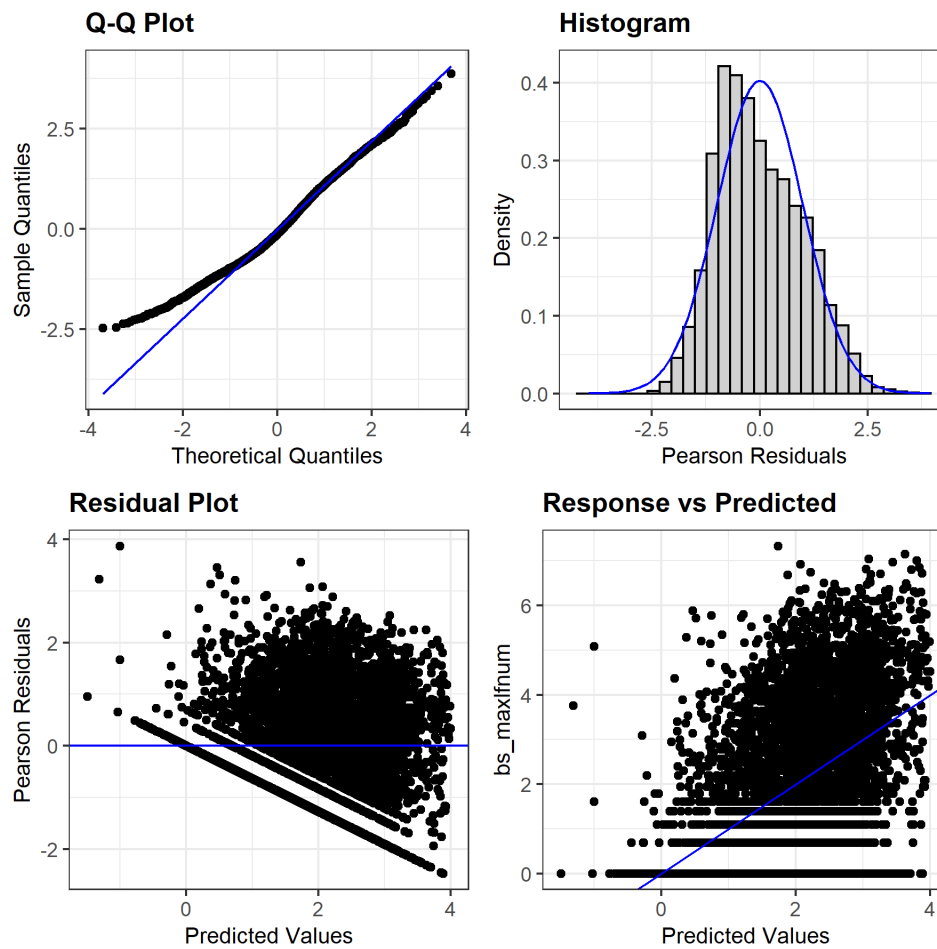 Q-Q Plot
Sample Quantiles
2.5
0.0
-2.5
-4
-2
0
2
4
Theoretical Quantiles
Histogram
Density
0.4
0.3
0.2
0.1
0.0
-2.5
0.0
2.5
Pearson Residuals
Residual Plot
Pearson Residuals
4
2
0
-2
0
2
4
Predicted Values
Response vs Predicted
bs_maxlfnum
6
4
2
0
0
2
4
Predicted Values